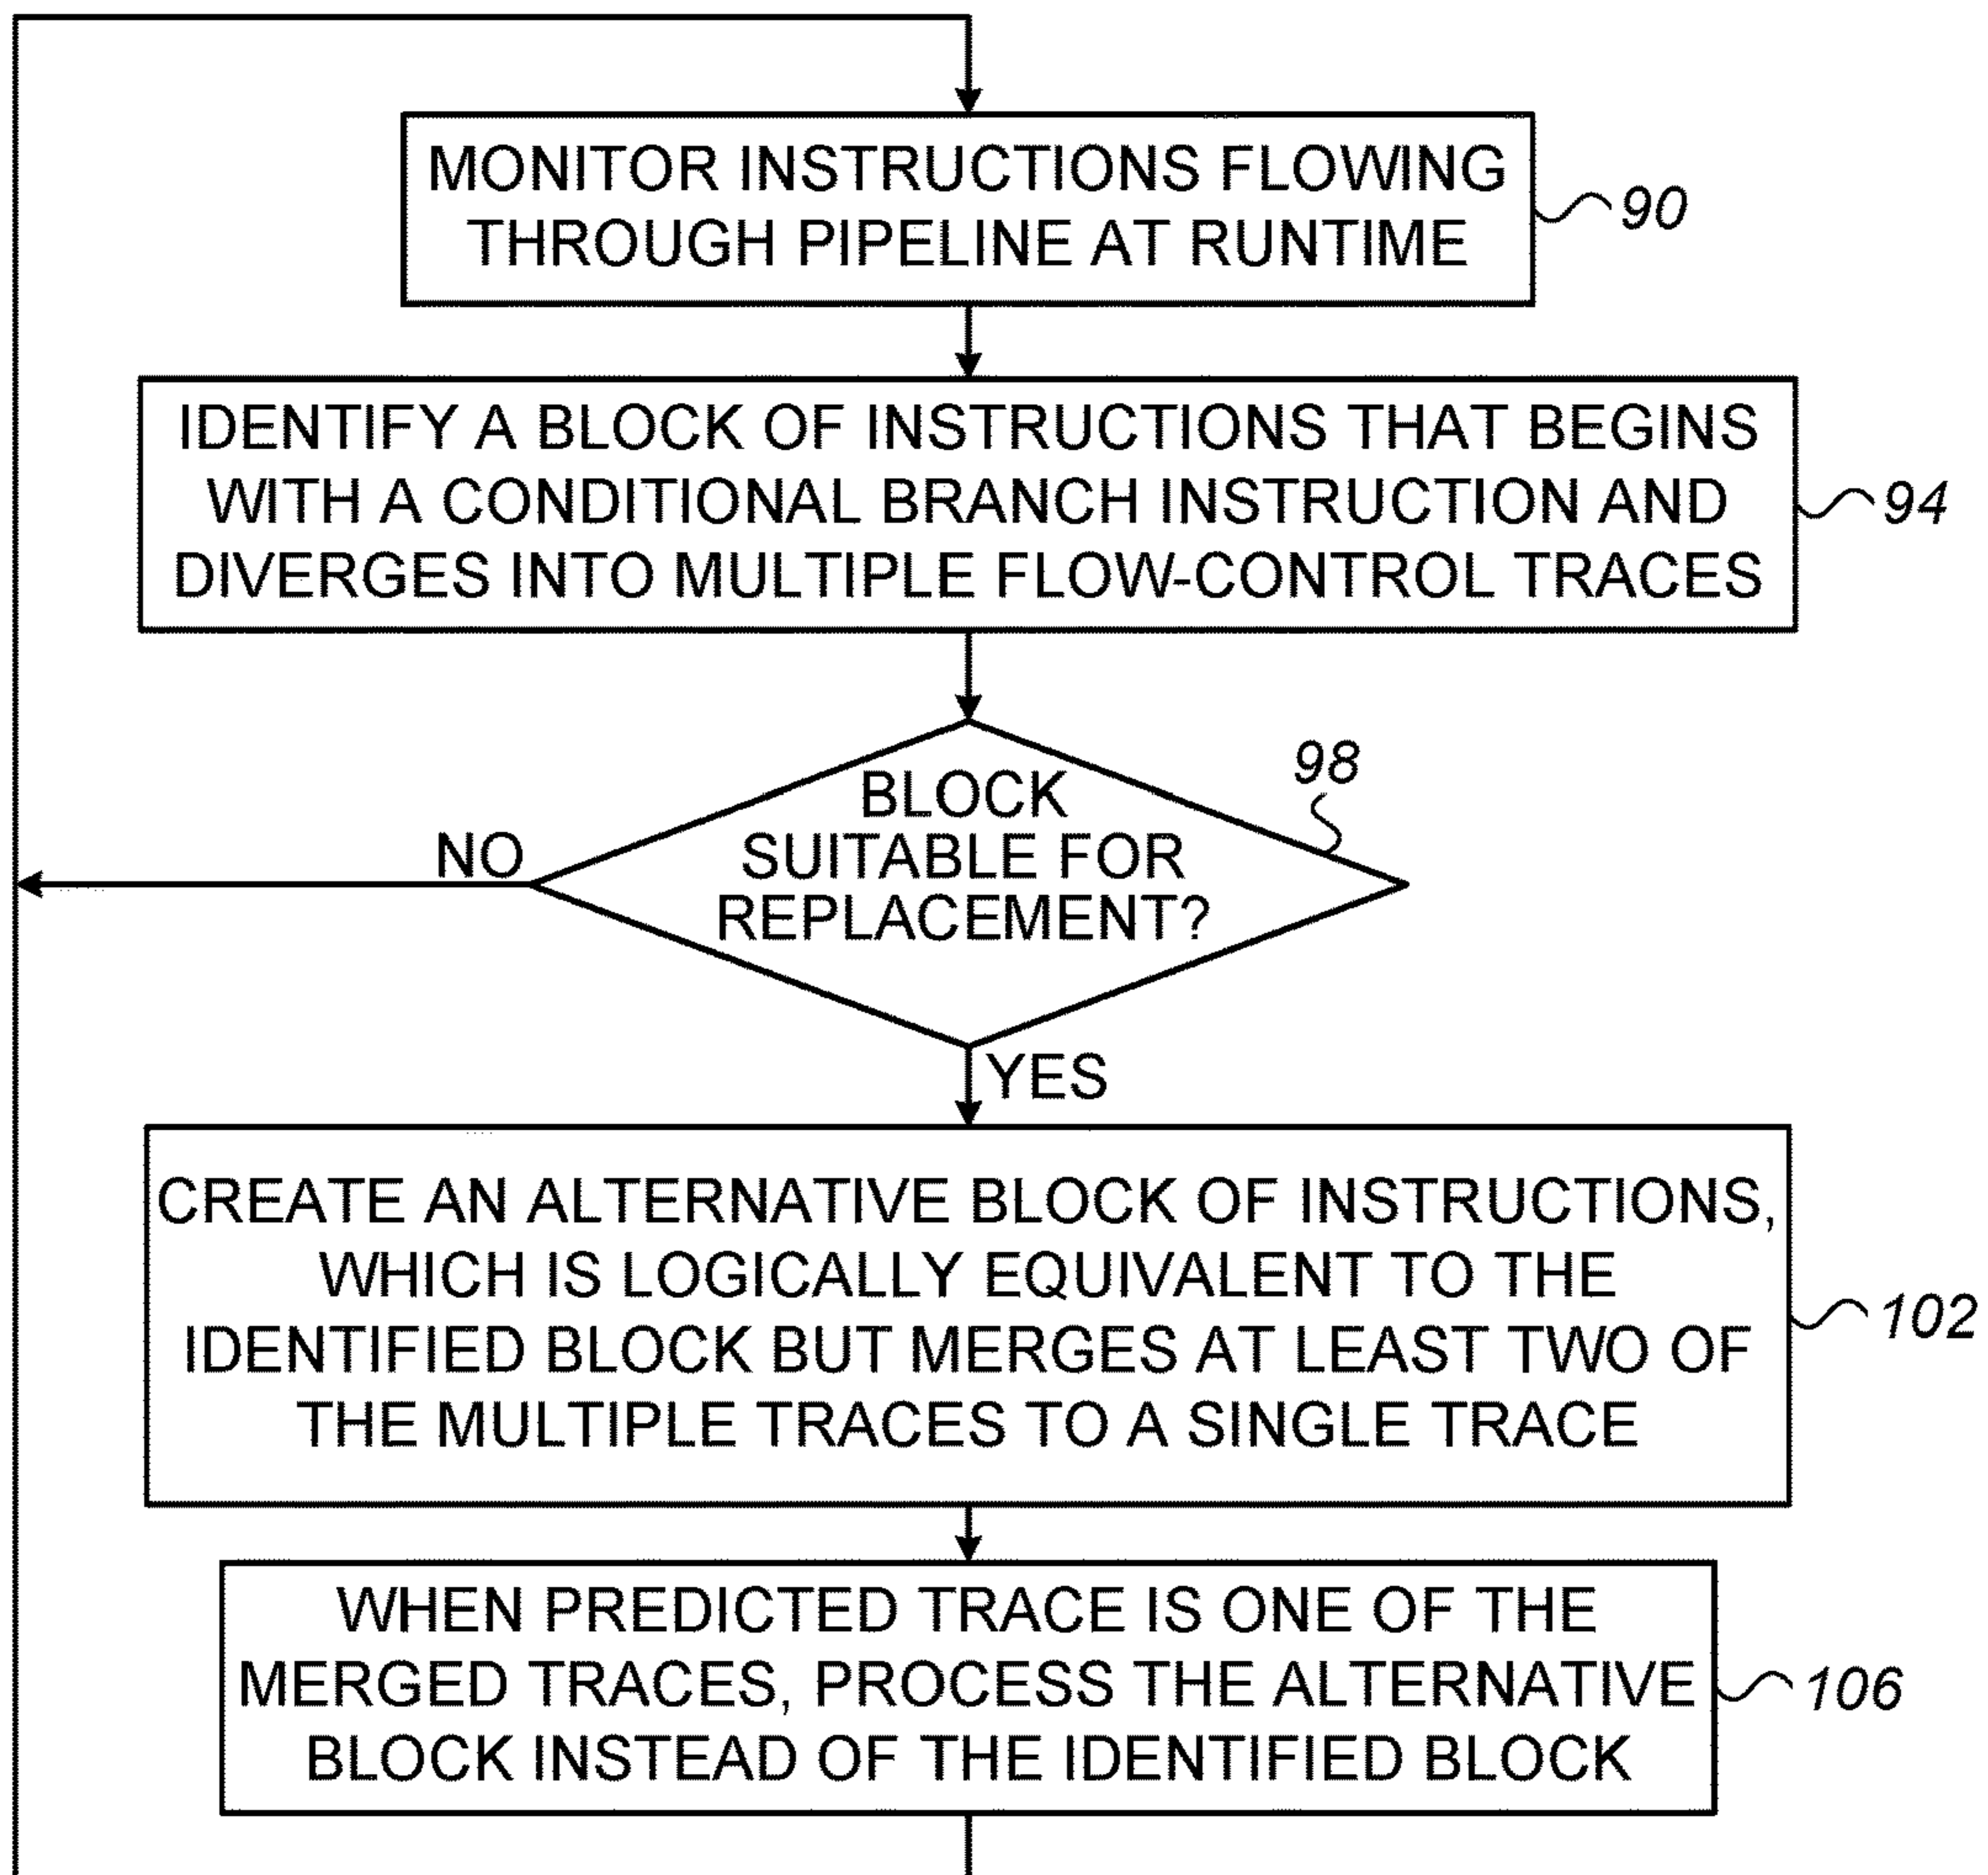 MONITOR INSTRUCTIONS FLOWING
THROUGH PIPELINE AT RUNTIME
90
IDENTIFY A BLOCK OF INSTRUCTIONS THAT BEGINS
WITH A CONDITIONAL BRANCH INSTRUCTION AND
DIVERGES INTO MULTIPLE FLOW-CONTROL TRACES
94
98
BLOCK
SUITABLE FOR
REPLACEMENT?
NO
YES
CREATE AN ALTERNATIVE BLOCK OF INSTRUCTIONS,
WHICH IS LOGICALLY EQUIVALENT TO THE
IDENTIFIED BLOCK BUT MERGES AT LEAST TWO OF
THE MULTIPLE TRACES TO A SINGLE TRACE
102
WHEN PREDICTED TRACE IS ONE OF THE
MERGED TRACES, PROCESS THE ALTERNATIVE
BLOCK INSTEAD OF THE IDENTIFIED BLOCK
106